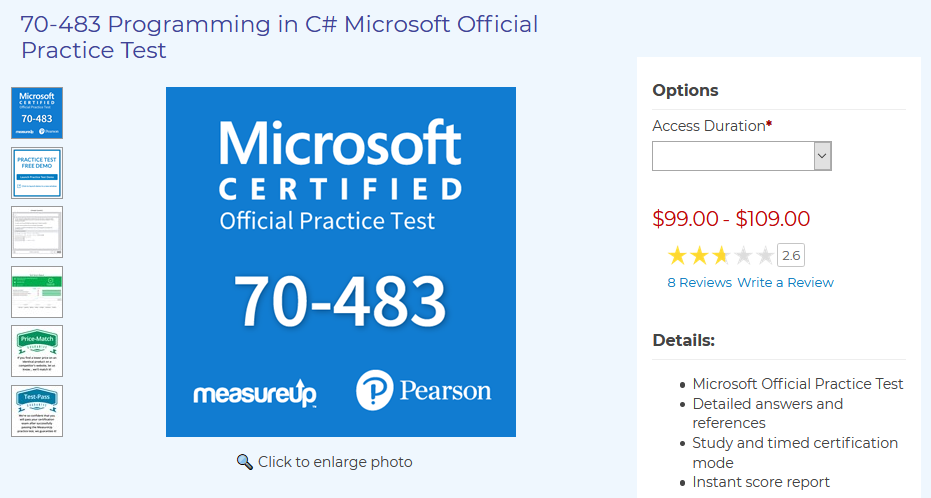 70-483 Programming in C# Microsoft Official
Practice Test
Microsoft
CERTIFIED
Official Practice Test
70-483
measureup
Pearson
PRACTICE TEST
FREE DEMO
Price-Match
Test-Pass
Microsoft
CERTIFIED
Official Practice Test
70-483
measureup™
P Pearson
Click to enlarge photo
Options
Access Duration*
$99.00 - $109.00
2.6
8 Reviews Write a Review
Details:
• Microsoft Official Practice Test
• Detailed answers and
references
• Study and timed certification
mode
• Instant score report